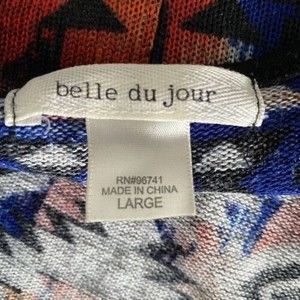 belle du jour
RN#96741
MADE IN CHINA
LARGE